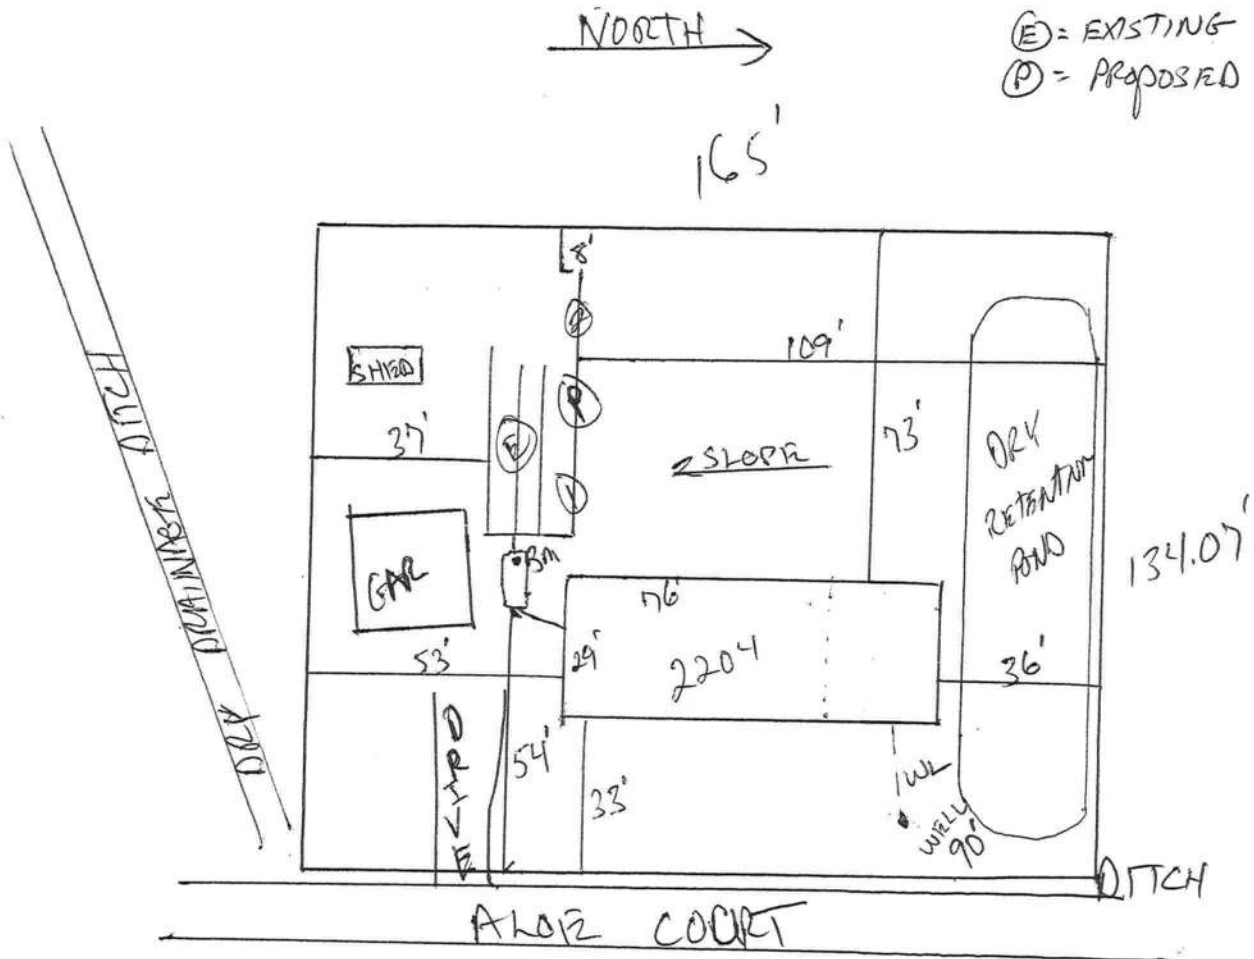 NORTH
Ⓔ = EXISTING
Ⓟ = PROPOSED
165'
8'
109'
SHED
37'
E
SLOPE
73'
DRY
RETENTION
POND
134.07'
DRY DRAINAGE DITCH
GAR
BM
76'
29'
2204
53'
36'
54'
33'
WL
WELL
90'
DITCH
ALOE COURT